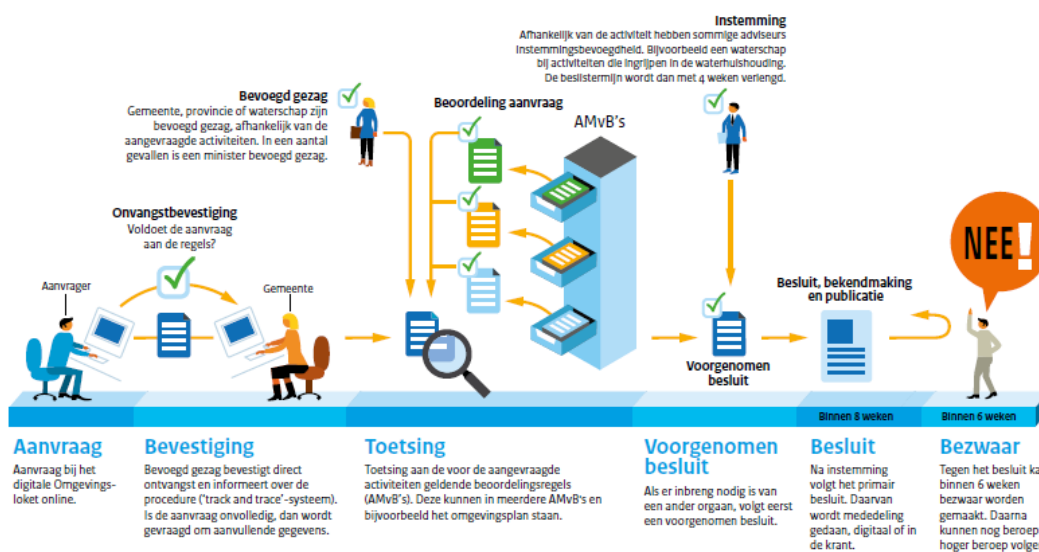 Instemming
Afhankelijk van de activiteit hebben sommige adviseurs
instemmingsbevoegdheid. Bijvoorbeeld een waterschap
bij activiteiten die ingrijpen in de waterhuishouding.
De beslistermijn wordt dan met 4 weken verlengd.
Bevoegd gezag
Gemeente, provincie of waterschap zijn
bevoegd gezag, afhankelijk van de
aangevraagde activiteiten. In een aantal
gevallen is een minister bevoegd gezag.
Beoordeling aanvraag
AMvB's
Onvangstbevestiging
Voldoet de aanvraag
aan de regels?
Aanvrager
Gemeente
NEE!
Besluit, bekendmaking
en publicatie
Voorgenomen
besluit
Binnen 8 weken
Binnen 6 weken
Aanvraag
Aanvraag bij het
digitale Omgevings-
loket online.
Bevestiging
Bevoegd gezag bevestigt direct
ontvangst en informeert over de
procedure ('track and trace'-systeem).
Is de aanvraag onvolledig, dan wordt
gevraagd om aanvullende gegevens.
Toetsing
Toetsing aan de voor de aangevraagde
activiteiten geldende beoordelingsregels
(AMvB's). Deze kunnen in meerdere AMvB's en
bijvoorbeeld het omgevingsplan staan.
Voorgenomen
besluit
Als er inbreng nodig is van
een ander orgaan, volgt eerst
een voorgenomen besluit.
Besluit
Na instemming
volgt het primair
besluit. Daarvan
wordt mededeling
gedaan, digitaal of in
de krant.
Bezwaar
Tegen het besluit ka
binnen 6 weken
bezwaar worden
gemaakt. Daarna
kunnen nog beroep
hoger beroep volge